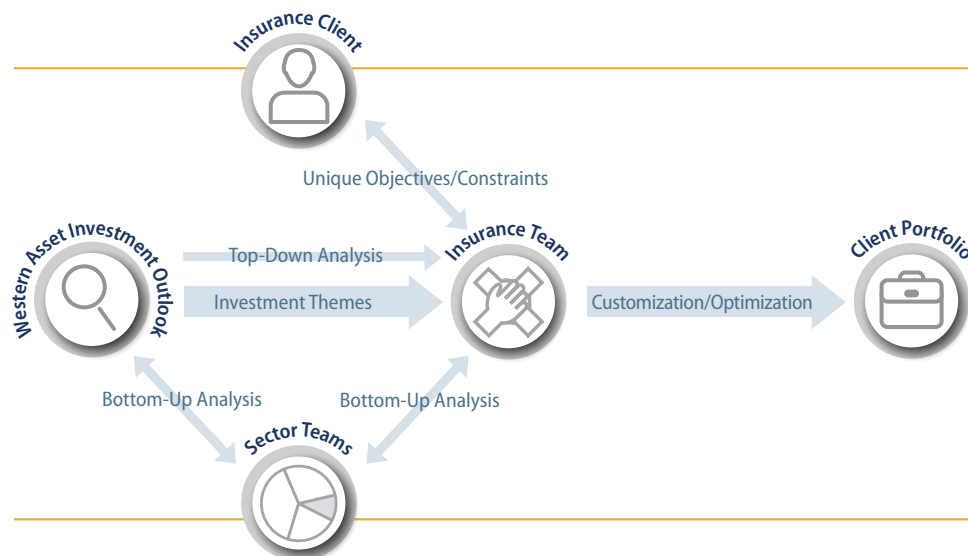 Insurance Client
Unique Objectives/Constraints
Western Asset Investment Outlook
Top-Down Analysis
Investment Themes
Insurance Team
Customization/Optimization
Client Portfolio
Bottom-Up Analysis
Bottom-Up Analysis
Sector Teams